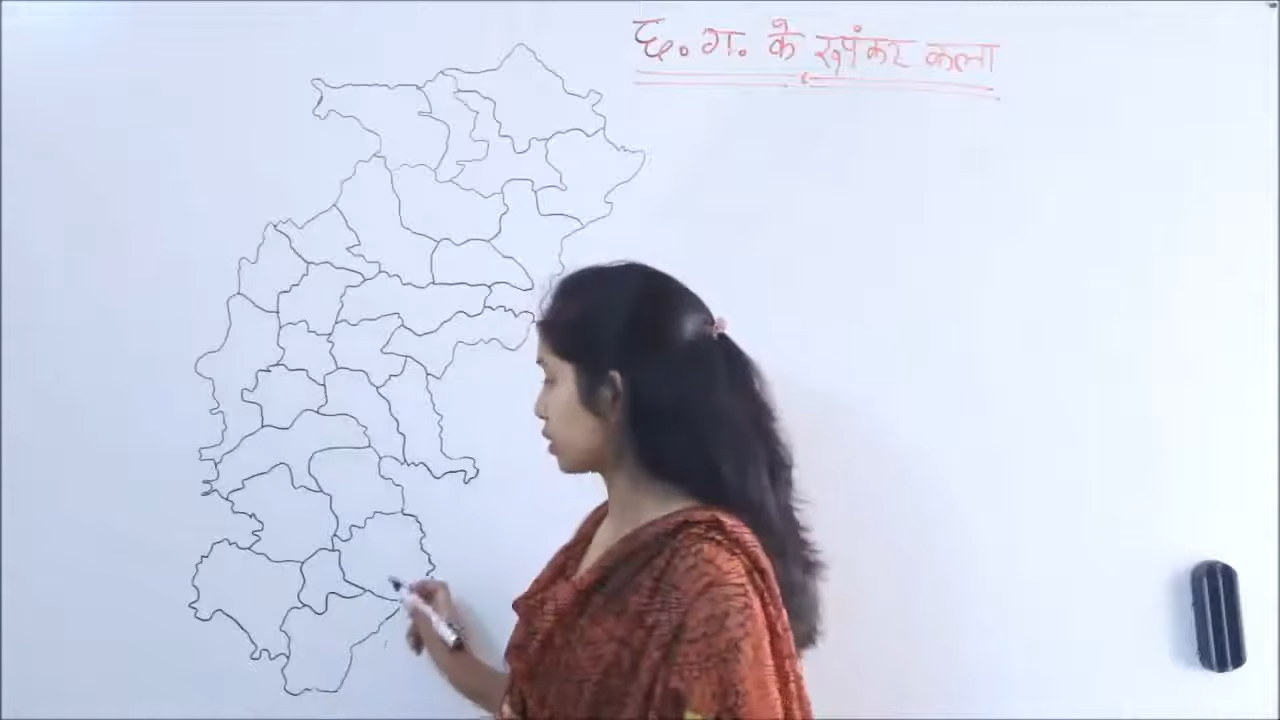 छ. ग. के रूपंकर कला